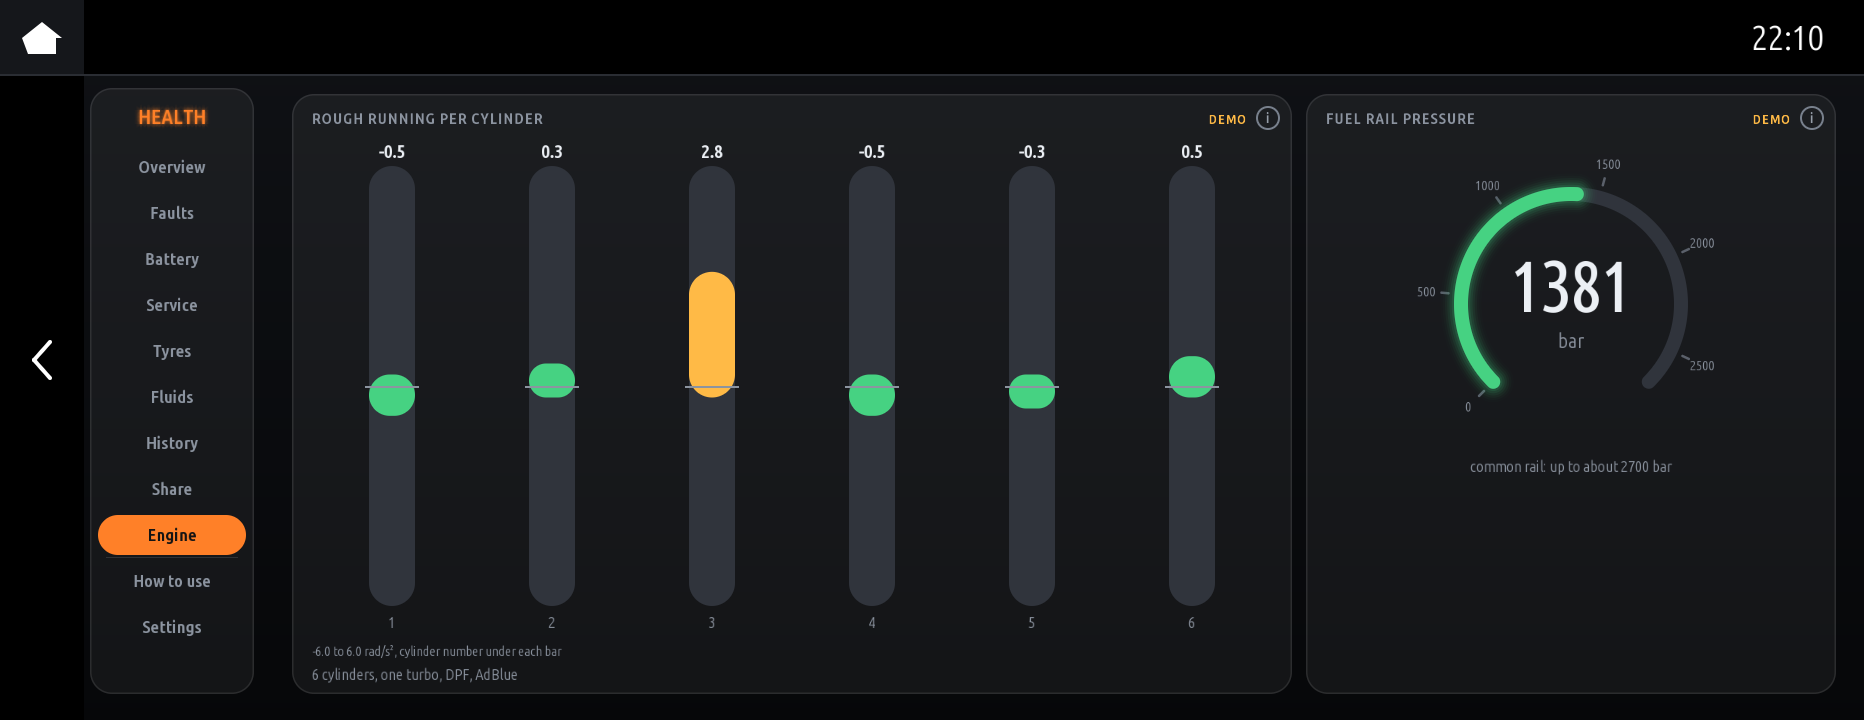 22:10
HEALTH
Overview
Faults
Battery
Service
Tyres
Fluids
History
Share
Engine
How to use
Settings
ROUGH RUNNING PER CYLINDER
DEMO
i
-0.5 0.3 2.8 -0.5 -0.3 0.5
1 2 3 4 5 6
-6.0 to 6.0 rad/s², cylinder number under each bar
6 cylinders, one turbo, DPF, AdBlue
FUEL RAIL PRESSURE
DEMO
i
1500
1000
2000
500
1381
bar
2500
0
common rail: up to about 2700 bar